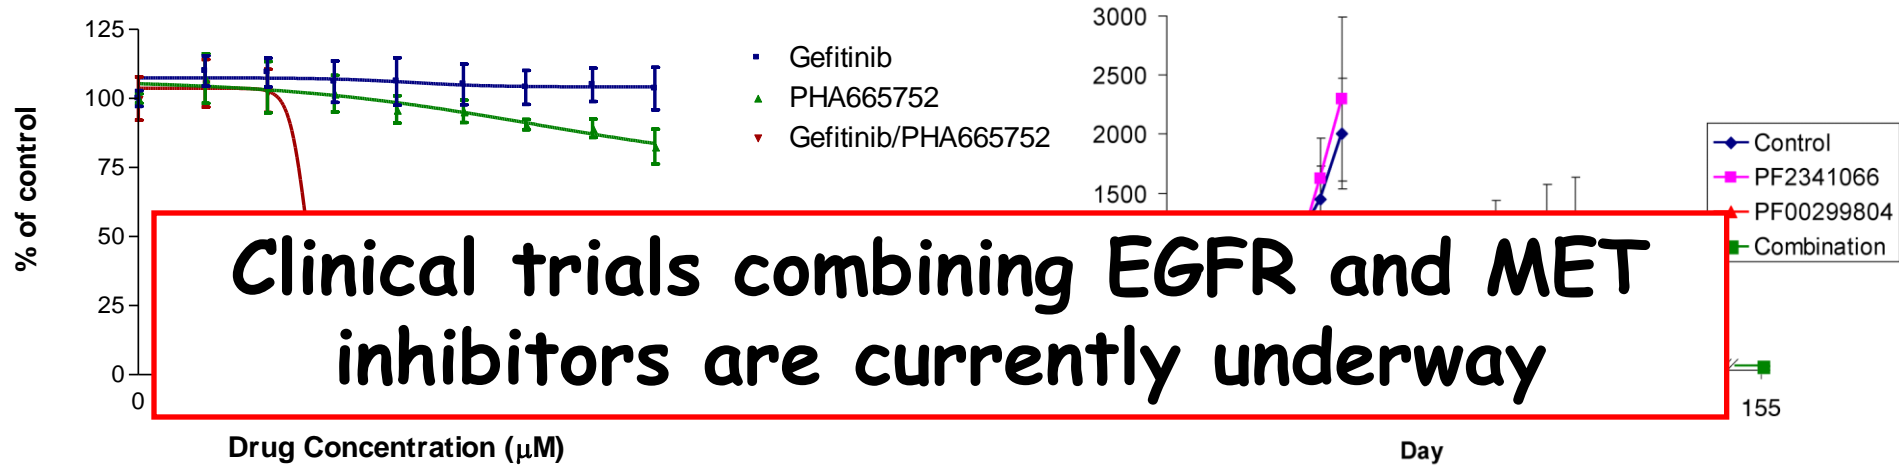 125
100
75
50
25
0
0
% of control
Drug Concentration (μM)
Gefitinib
PHA665752
Gefitinib/PHA665752
3000
2500
2000
1500
155
Day
Control
PF2341066
PF00299804
Combination
Clinical trials combining EGFR and MET
inhibitors are currently underway